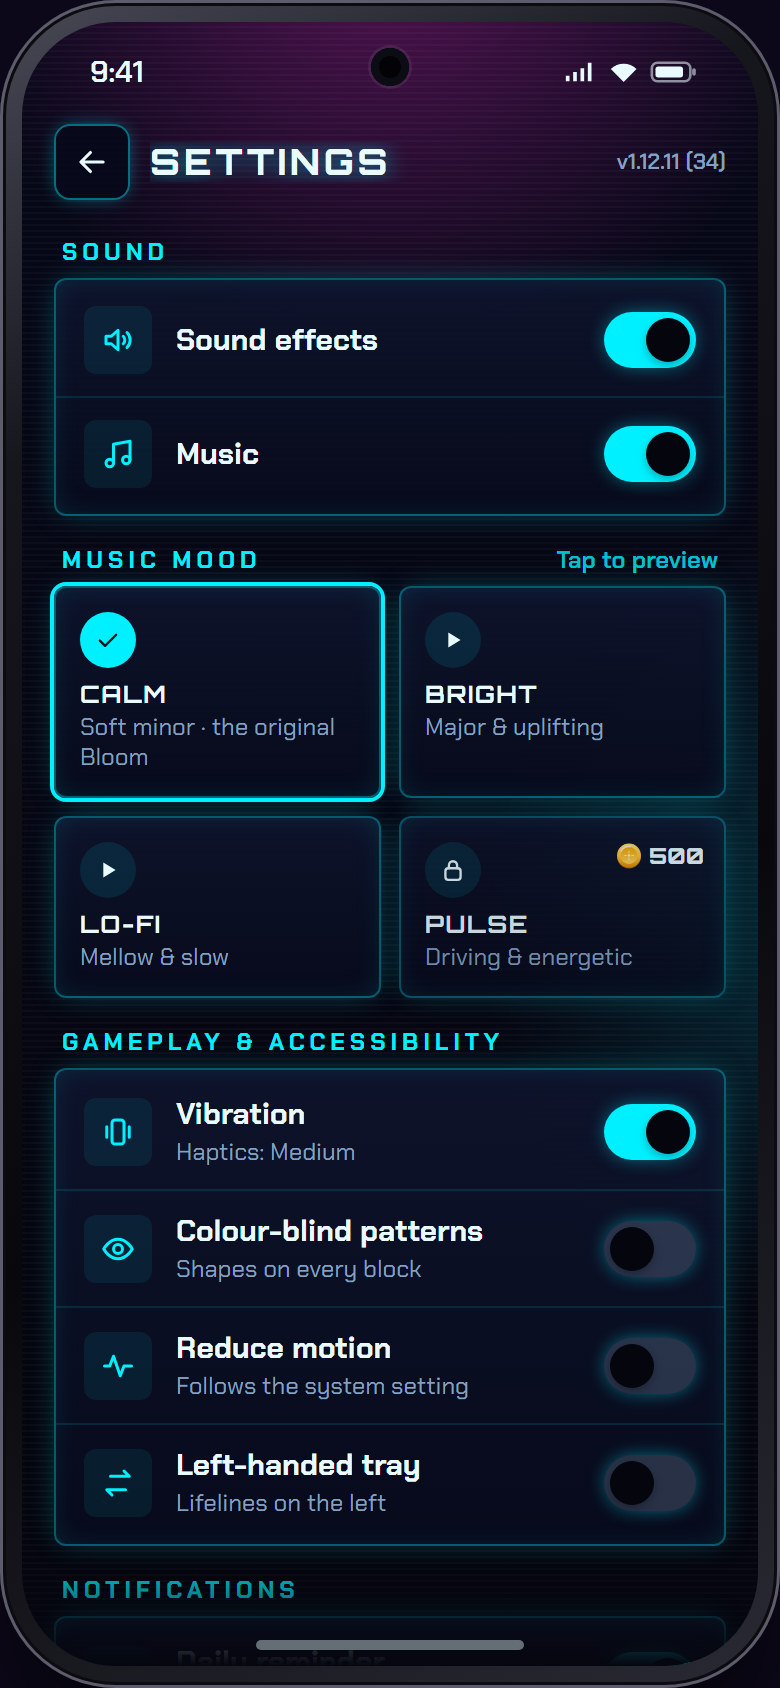 9:41
SETTINGS
v1.12.11 (34)
SOUND
Sound effects
Music
MUSIC MOOD
Tap to preview
CALM
Soft minor · the original
Bloom
BRIGHT
Major & uplifting
LO-FI
Mellow & slow
500
PULSE
Driving & energetic
GAMEPLAY & ACCESSIBILITY
Vibration
Haptics: Medium
Colour-blind patterns
Shapes on every block
Reduce motion
Follows the system setting
Left-handed tray
Lifelines on the left
NOTIFICATIONS
Daily reminder